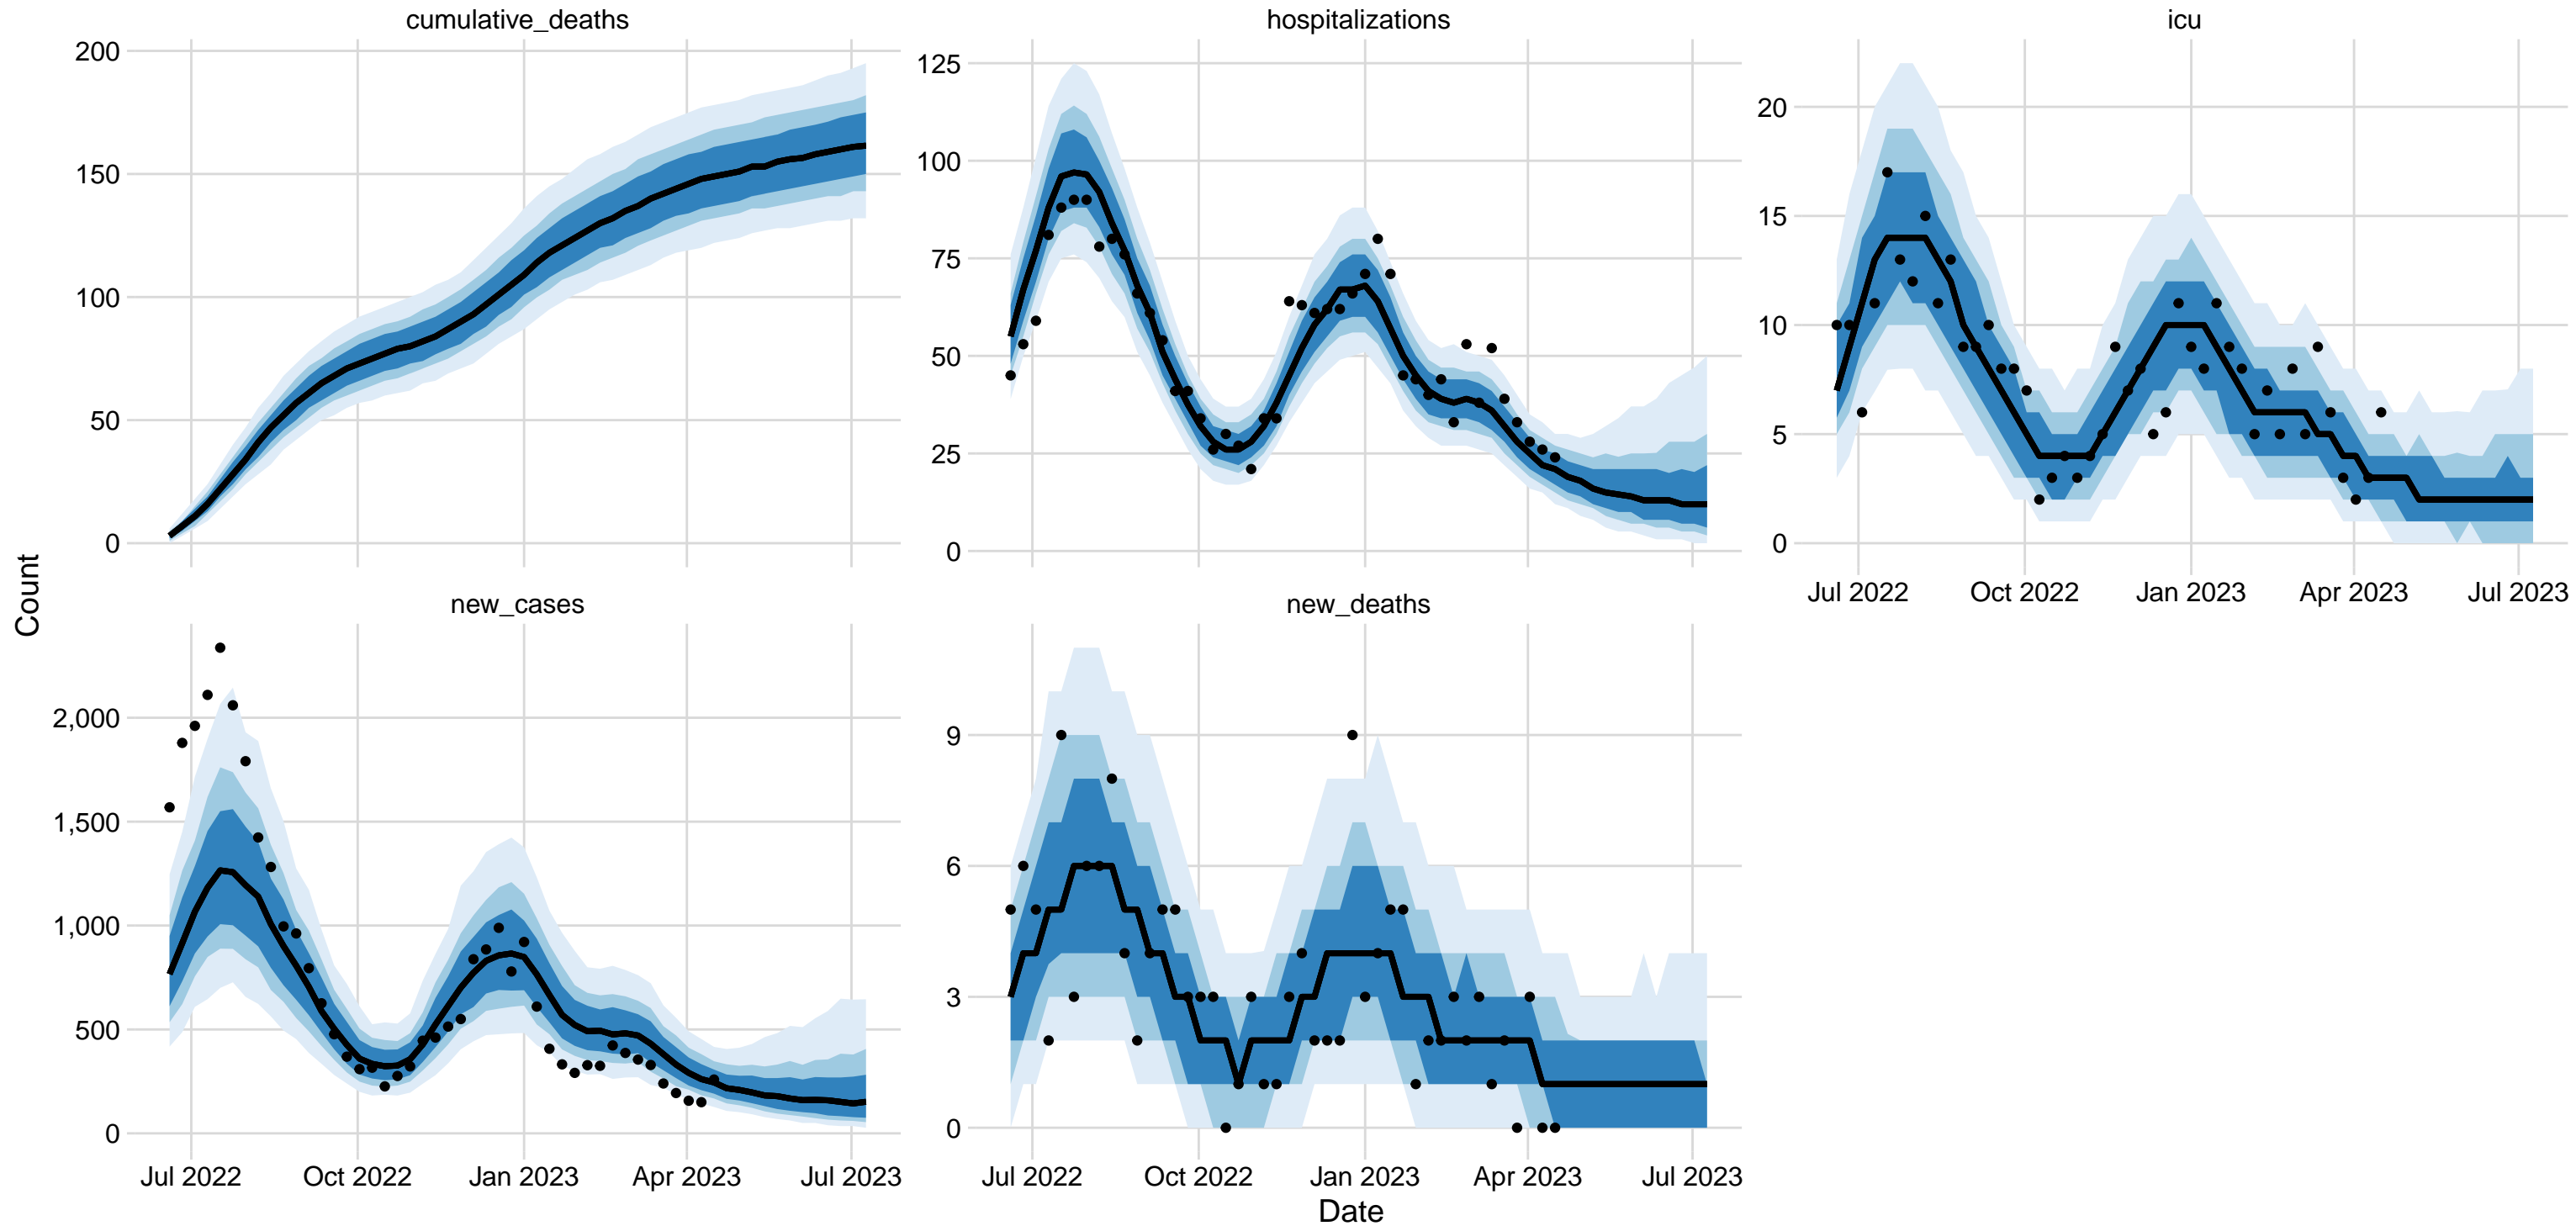 cumulative_deaths
200
150
100
50
0
hospitalizations
125
100
75
50
25
0
icu
20
15
10
5
0
Jul 2022 Oct 2022 Jan 2023 Apr 2023 Jul 2023
Count
new_cases
2,000
1,500
1,000
500
0
Jul 2022 Oct 2022 Jan 2023 Apr 2023 Jul 2023
new_deaths
9
6
3
0
Jul 2022 Oct 2022 Jan 2023 Apr 2023 Jul 2023
Date